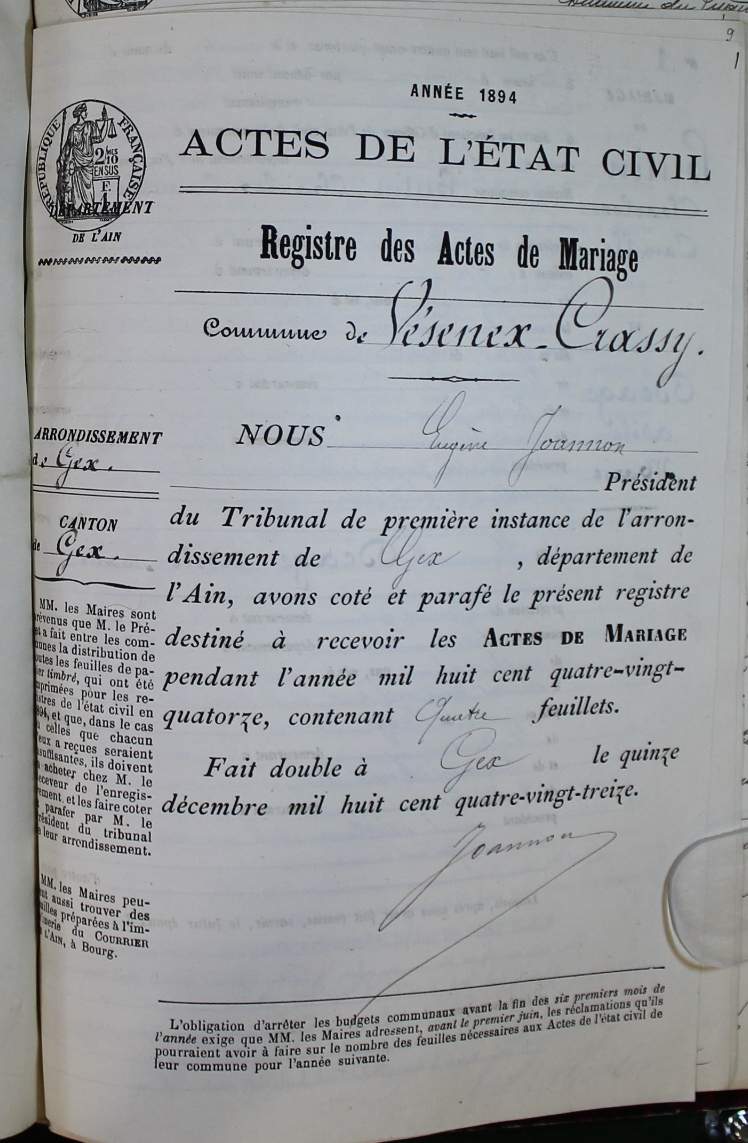 9
1
ANNÉE 1894
ACTES DE L'ÉTAT CIVIL
RÉPUBLIQUE FRANÇAISE
2/10mes
EN SUS
DÉPARTEMENT
DE L'AIN
Registre des Actes de Mariage
Commune de Vésenex-Crassy.
ARRONDISSEMENT
de Gex.
CANTON
de Gex.
MM. les Maires sont
prévenus que M. le Pré-
et a fait entre les com-
munes la distribution de
toutes les feuilles de pa-
pier timbré, qui ont été
imprimées pour les re-
gistres de l'état civil en
1894, et que, dans le cas
où celles que chacun
d'eux a reçues seraient
insuffisantes, ils doivent
en acheter chez M. le
Receveur de l'enregis-
trement, et les faire coter
et parafer par M. le
Président du tribunal
de leur arrondissement.
MM. les Maires peu-
vent aussi trouver des
feuilles préparées à l'im-
primerie du COURRIER
DE L'AIN, à Bourg.
NOUS Eugène Joannon
Président
du Tribunal de première instance de l'arron-
dissement de Gex, département de
l'Ain, avons coté et parafé le présent registre
destiné à recevoir les ACTES DE MARIAGE
pendant l'année mil huit cent quatre-vingt-
quatorze, contenant Quatre feuillets.
Fait double à Gex le quinze
décembre mil huit cent quatre-vingt-treize.
Joannon
L'obligation d'arrêter les budgets communaux avant la fin des six premiers mois de
l'année exige que MM. les Maires adressent, avant le premier juin, les réclamations qu'ils
pourraient avoir à faire sur le nombre des feuilles nécessaires aux Actes de l'état civil de
leur commune pour l'année suivante.